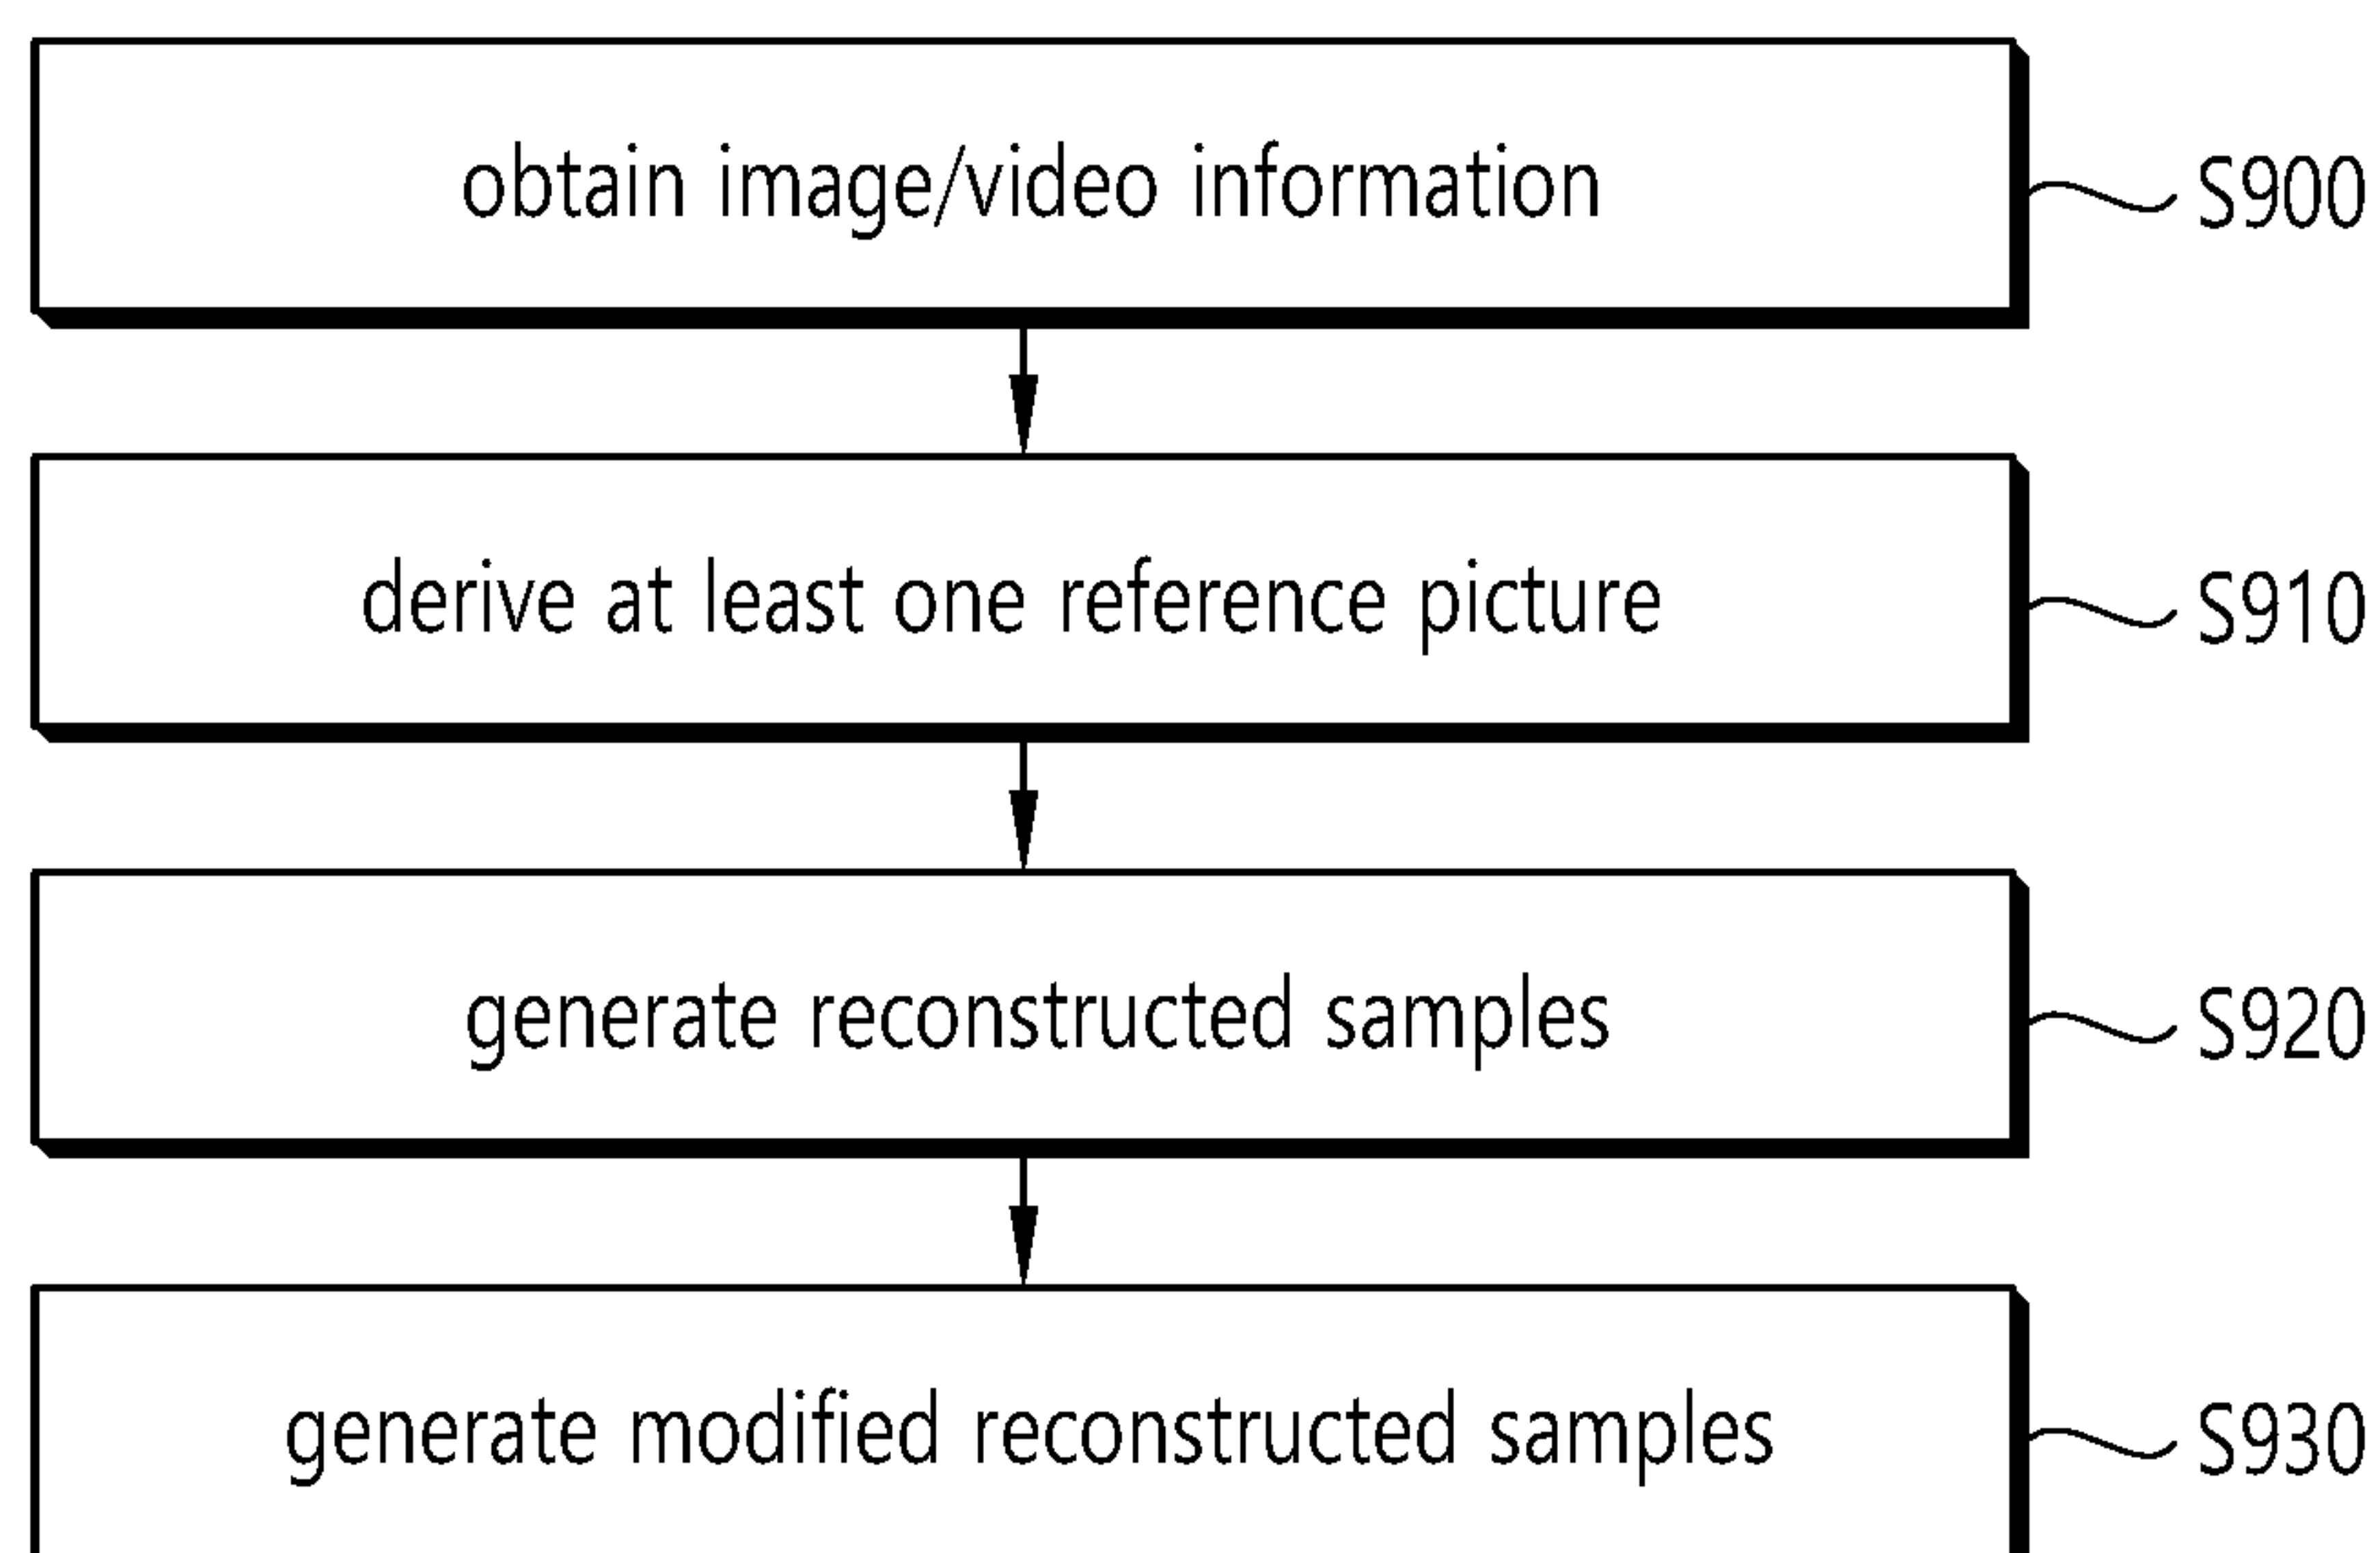 obtain image/video information S900
derive at least one reference picture S910
generate reconstructed samples S920
generate modified reconstructed samples S930